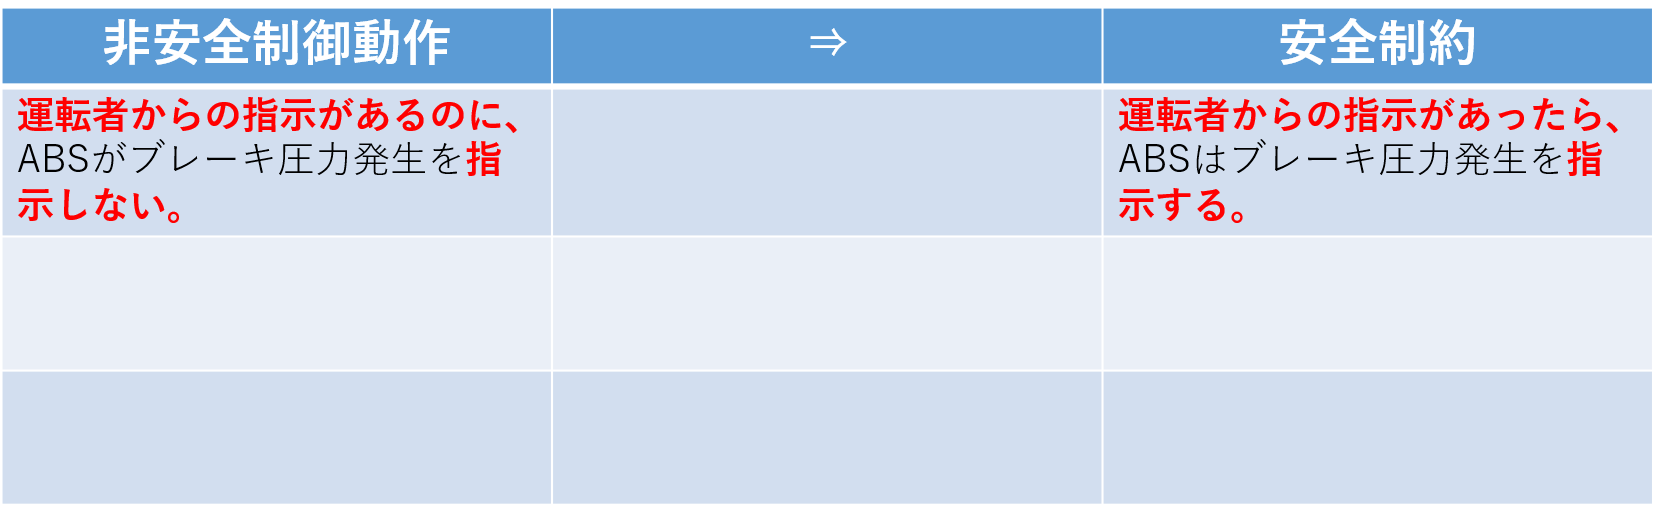 非安全制御動作
⇒
安全制約
運転者からの指示があるのに、
ABSがブレーキ圧力発生を指
示しない。
運転者からの指示があったら、
ABSはブレーキ圧力発生を指
示する。